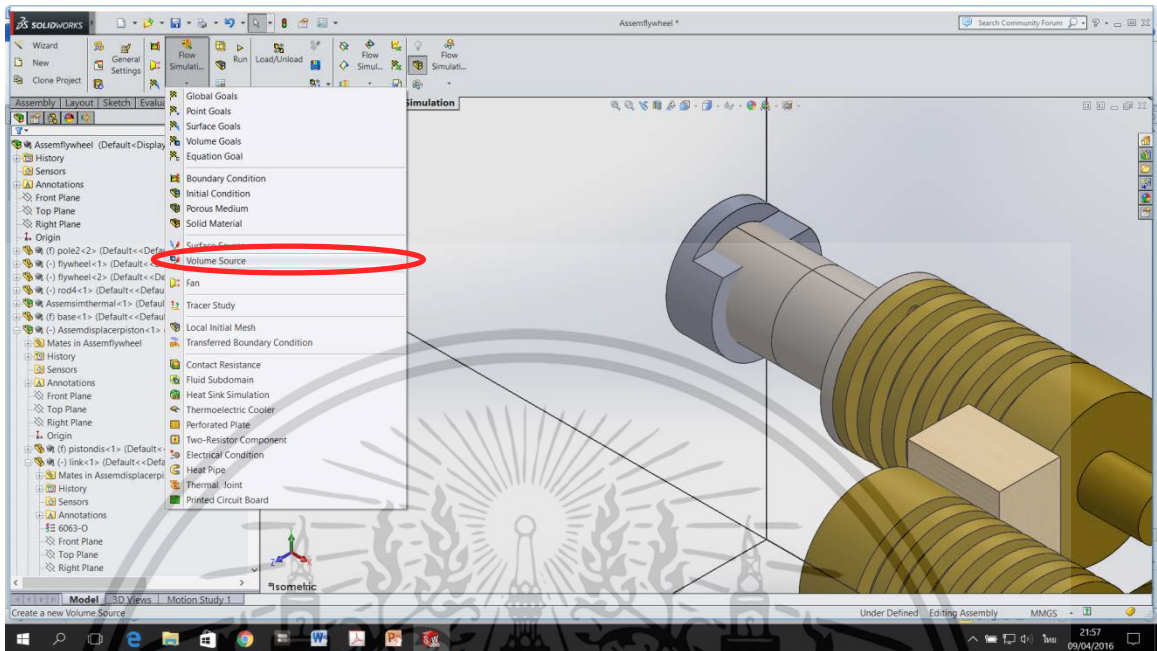 SOLIDWORKS
Assemflywheel *
Search Community Forum
Wizard
New
Clone Project
General Settings
Flow Simulati...
Run
Load/Unload
Flow Simul...
Flow Simulati...
Assembly Layout Sketch Evalua
Simulation
Global Goals
Point Goals
Surface Goals
Volume Goals
Equation Goal
Boundary Condition
Initial Condition
Porous Medium
Solid Material
Surface Source
Volume Source
Fan
Tracer Study
Local Initial Mesh
Transferred Boundary Condition
Contact Resistance
Fluid Subdomain
Heat Sink Simulation
Thermoelectric Cooler
Perforated Plate
Two-Resistor Component
Electrical Condition
Heat Pipe
Thermal Joint
Printed Circuit Board
Assemflywheel (Default<Display
History
Sensors
Annotations
Front Plane
Top Plane
Right Plane
Origin
(f) pole2<2> (Default<<Defa
(-) flywheel<1> (Default<<
(-) flywheel<2> (Default<<De
(-) rod4<1> (Default<<Defau
Assemsimthermal<1> (Defaul
(f) base<1> (Default<<Defaul
(-) Assemdisplacerpiston<1>
Mates in Assemflywheel
History
Sensors
Annotations
Front Plane
Top Plane
Right Plane
Origin
(f) pistondis<1> (Default<
(-) link<1> (Default<<Defa
Mates in Assemdisplacerpi
History
Sensors
Annotations
6063-O
Front Plane
Top Plane
Right Plane
Z
X
*Isometric
Model 3D Views Motion Study 1
Create a new Volume Source
Under Defined Editing Assembly MMGS
ไทย
21:57
09/04/2016